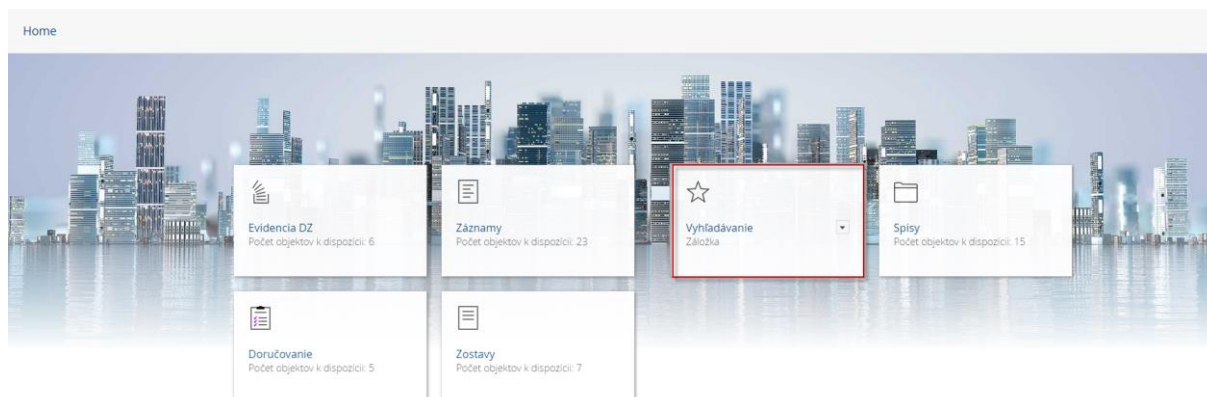 Home
Evidencia DZ
Počet objektov k dispozícii: 6
Záznamy
Počet objektov k dispozícii: 23
Vyhľadávanie
Záložka
Spisy
Počet objektov k dispozícii: 15
Doručovanie
Počet objektov k dispozícii: 5
Zostavy
Počet objektov k dispozícii: 7